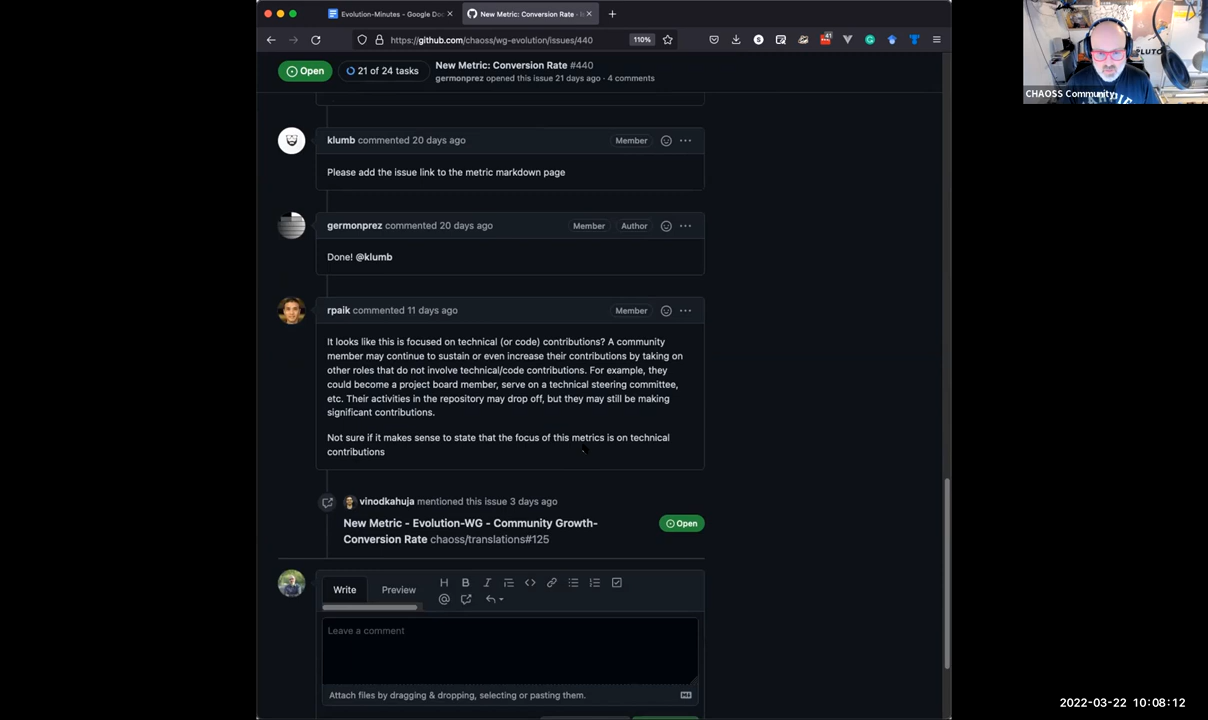 Evolution-Minutes - Google Do
New Metric: Conversion Rate
https://github.com/chaoss/wg-evolution/issues/440
110%
41
Open
21 of 24 tasks
New Metric: Conversion Rate #440
germonprez opened this issue 21 days ago · 4 comments
klumb commented 20 days ago
Member
Please add the issue link to the metric markdown page
germonprez commented 20 days ago
Member
Author
Done! @klumb
rpaik commented 11 days ago
Member
It looks like this is focused on technical (or code) contributions? A community
member may continue to sustain or even increase their contributions by taking on
other roles that do not involve technical/code contributions. For example, they
could become a project board member, serve on a technical steering committee,
etc. Their activities in the repository may drop off, but they may still be making
significant contributions.
Not sure if it makes sense to state that the focus of this metrics is on technical
contributions
vinodkahuja mentioned this issue 3 days ago
New Metric - Evolution-WG - Community Growth-
Conversion Rate chaoss/translations#125
Open
Write
Preview
Leave a comment
Attach files by dragging & dropping, selecting or pasting them.
CHAOSS Community
2022-03-22 10:08:12